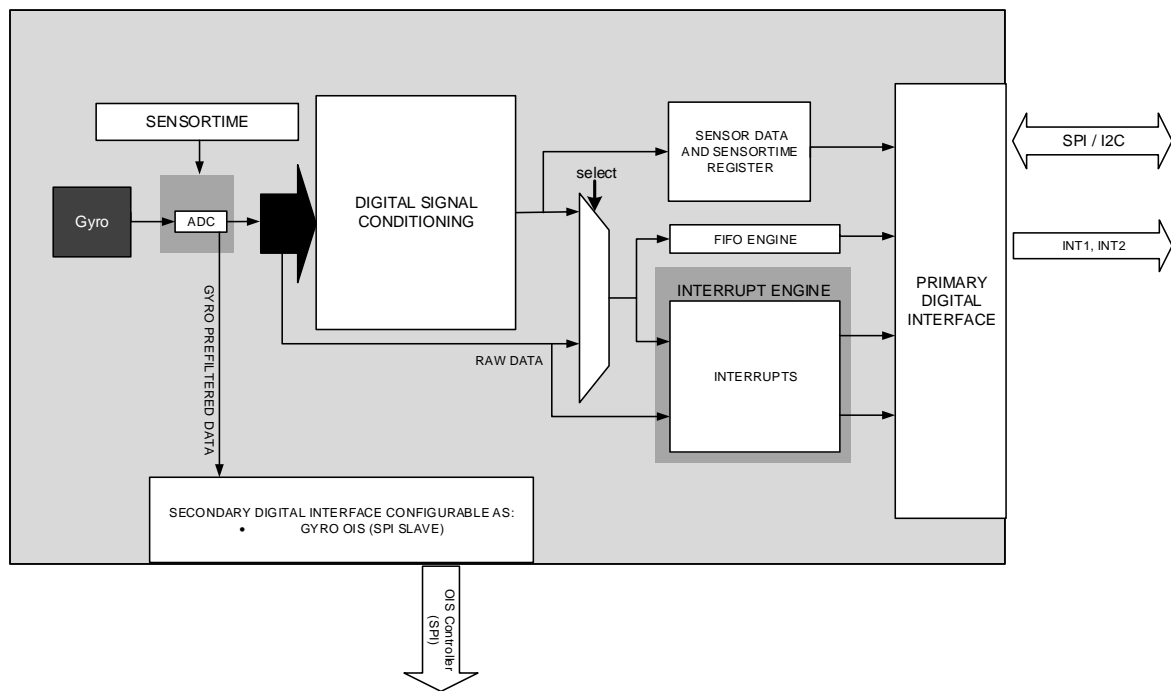 SENSORTIME
Gyro
ADC
DIGITAL SIGNAL
CONDITIONING
GYRO PREFILTERED DATA
RAW DATA
select
SENSOR DATA
AND SENSORTIME
REGISTER
FIFO ENGINE
INTERRUPT ENGINE
INTERRUPTS
PRIMARY
DIGITAL
INTERFACE
SPI / I2C
INT1, INT2
SECONDARY DIGITAL INTERFACE CONFIGURABLE AS:
• GYRO OIS (SPI SLAVE)
OIS Controller
(SPI)